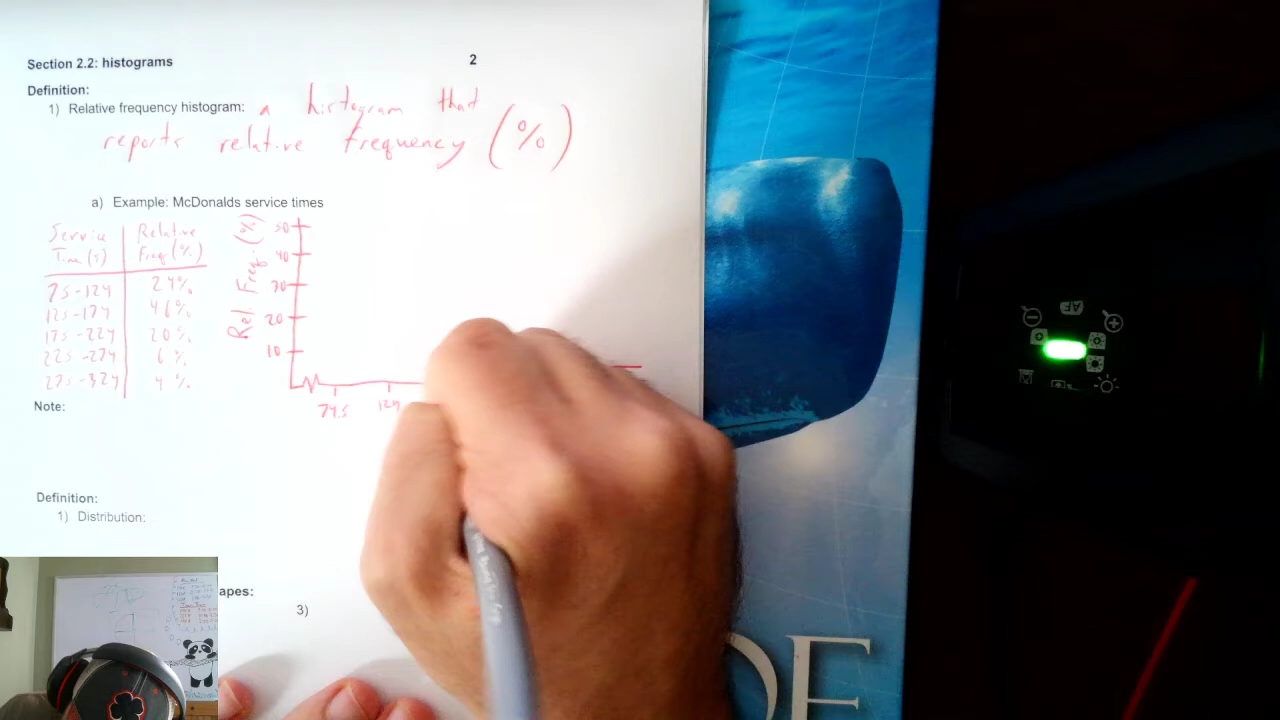 Section 2.2: histograms 2
Definition:
1) Relative frequency histogram: a histogram that
reports relative frequency (%)
a) Example: McDonalds service times
Service Relative
Time (s) Freq (%)
75-124 24%
125-174 46%
175-224 20%
225-274 6%
275-324 4%
Rel Freq. (%)
50
40
30
20
10
74.5 124
Note:
Definition:
1) Distribution:
apes:
3)
AF
DE